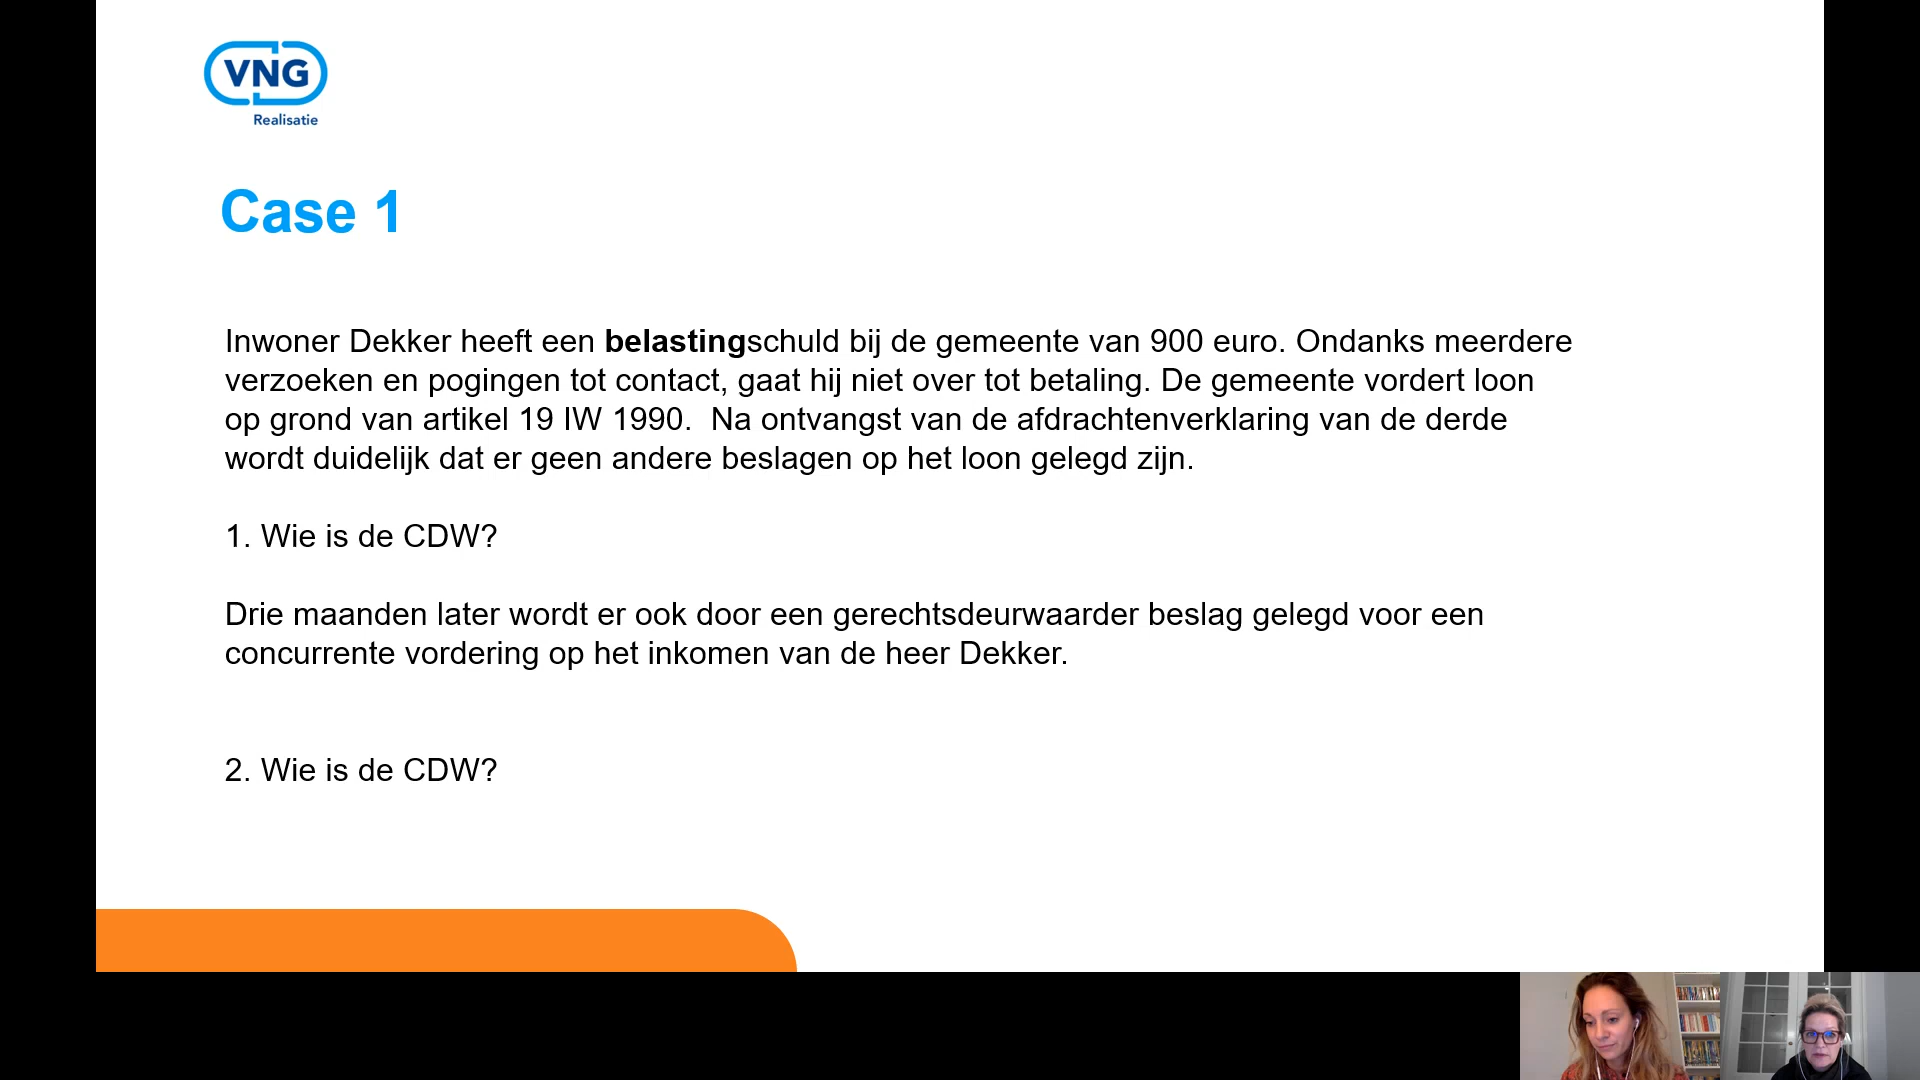 VNG
Realisatie
Case 1
Inwoner Dekker heeft een belastingschuld bij de gemeente van 900 euro. Ondanks meerdere
verzoeken en pogingen tot contact, gaat hij niet over tot betaling. De gemeente vordert loon
op grond van artikel 19 IW 1990.  Na ontvangst van de afdrachtenverklaring van de derde
wordt duidelijk dat er geen andere beslagen op het loon gelegd zijn.
1. Wie is de CDW?
Drie maanden later wordt er ook door een gerechtsdeurwaarder beslag gelegd voor een
concurrente vordering op het inkomen van de heer Dekker.
2. Wie is de CDW?